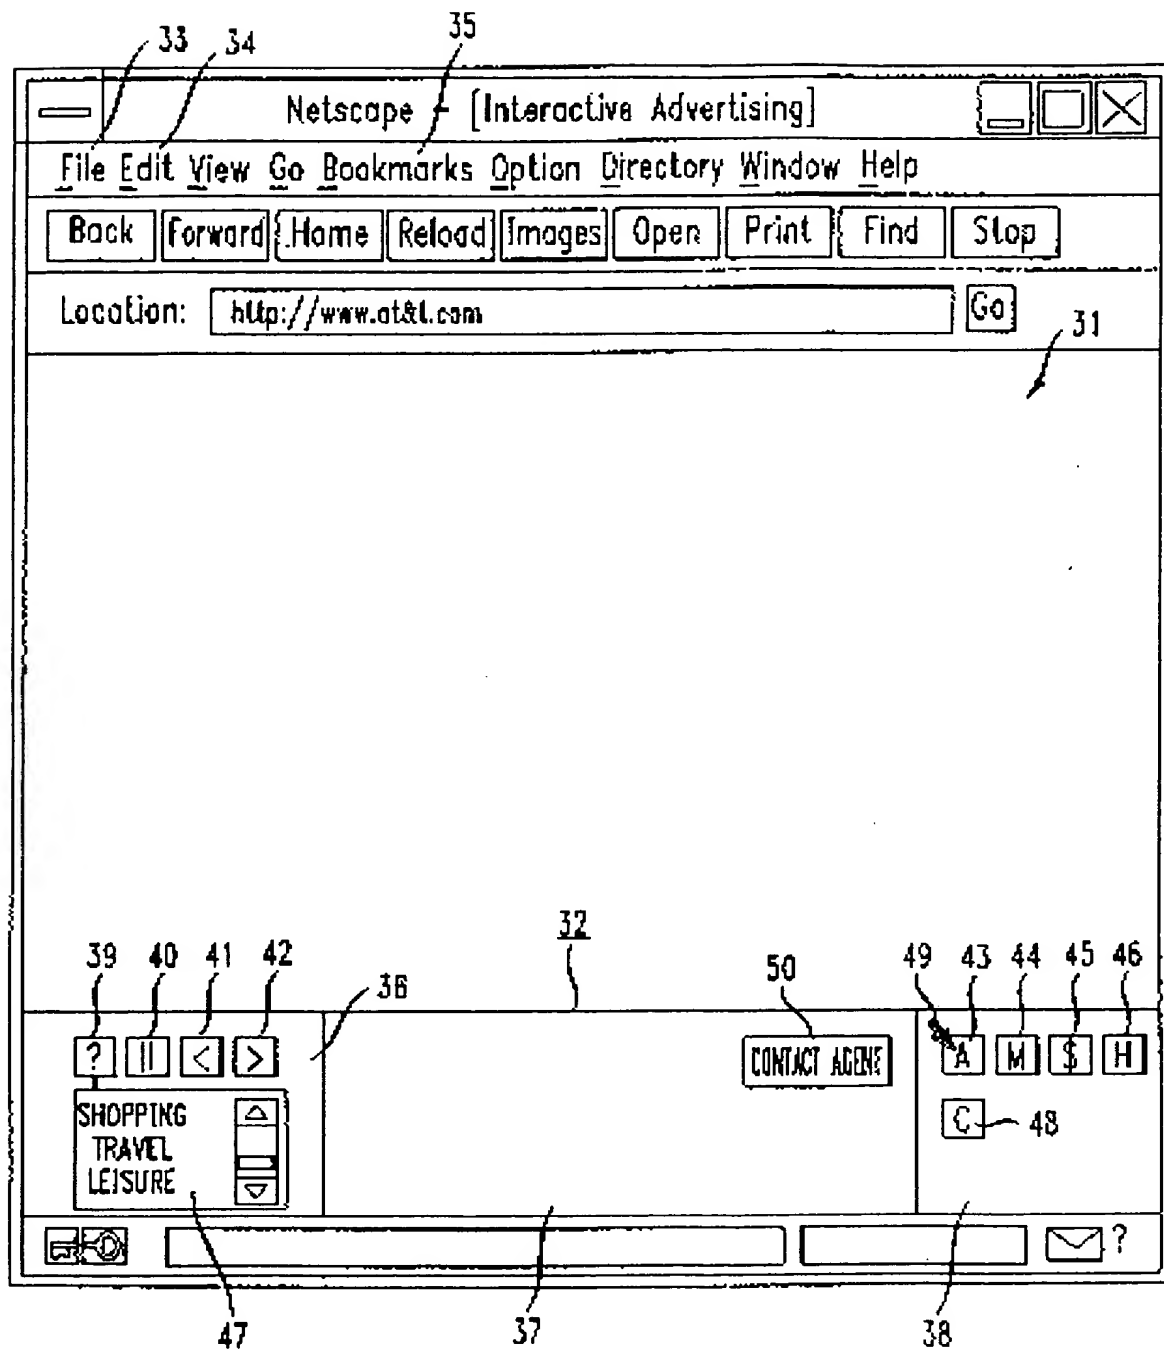 33 34 35
Netscape - [Interactive Advertising]
File Edit View Go Bookmarks Option Directory Window Help
Back Forward Home Reload Images Open Print Find Stop
Location: http://www.at&t.com Go
31
32
39 40 41 42 36 50 49 43 44 45 46
? || < > CONTACT AGENT A M $ H
SHOPPING
TRAVEL
LEISURE
C 48
?
47 37 38